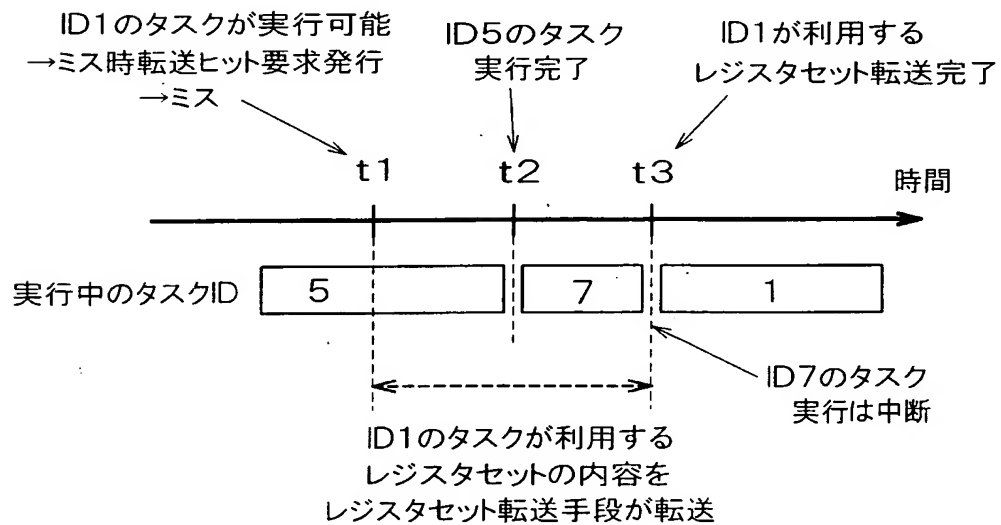 ID1のタスクが実行可能
→ミス時転送ヒット要求発行
→ミス
ID5のタスク
実行完了
ID1が利用する
レジスタセット転送完了
t1
t2
t3
時間
実行中のタスクID
5
7
1
ID7のタスク
実行は中断
ID1のタスクが利用する
レジスタセットの内容を
レジスタセット転送手段が転送